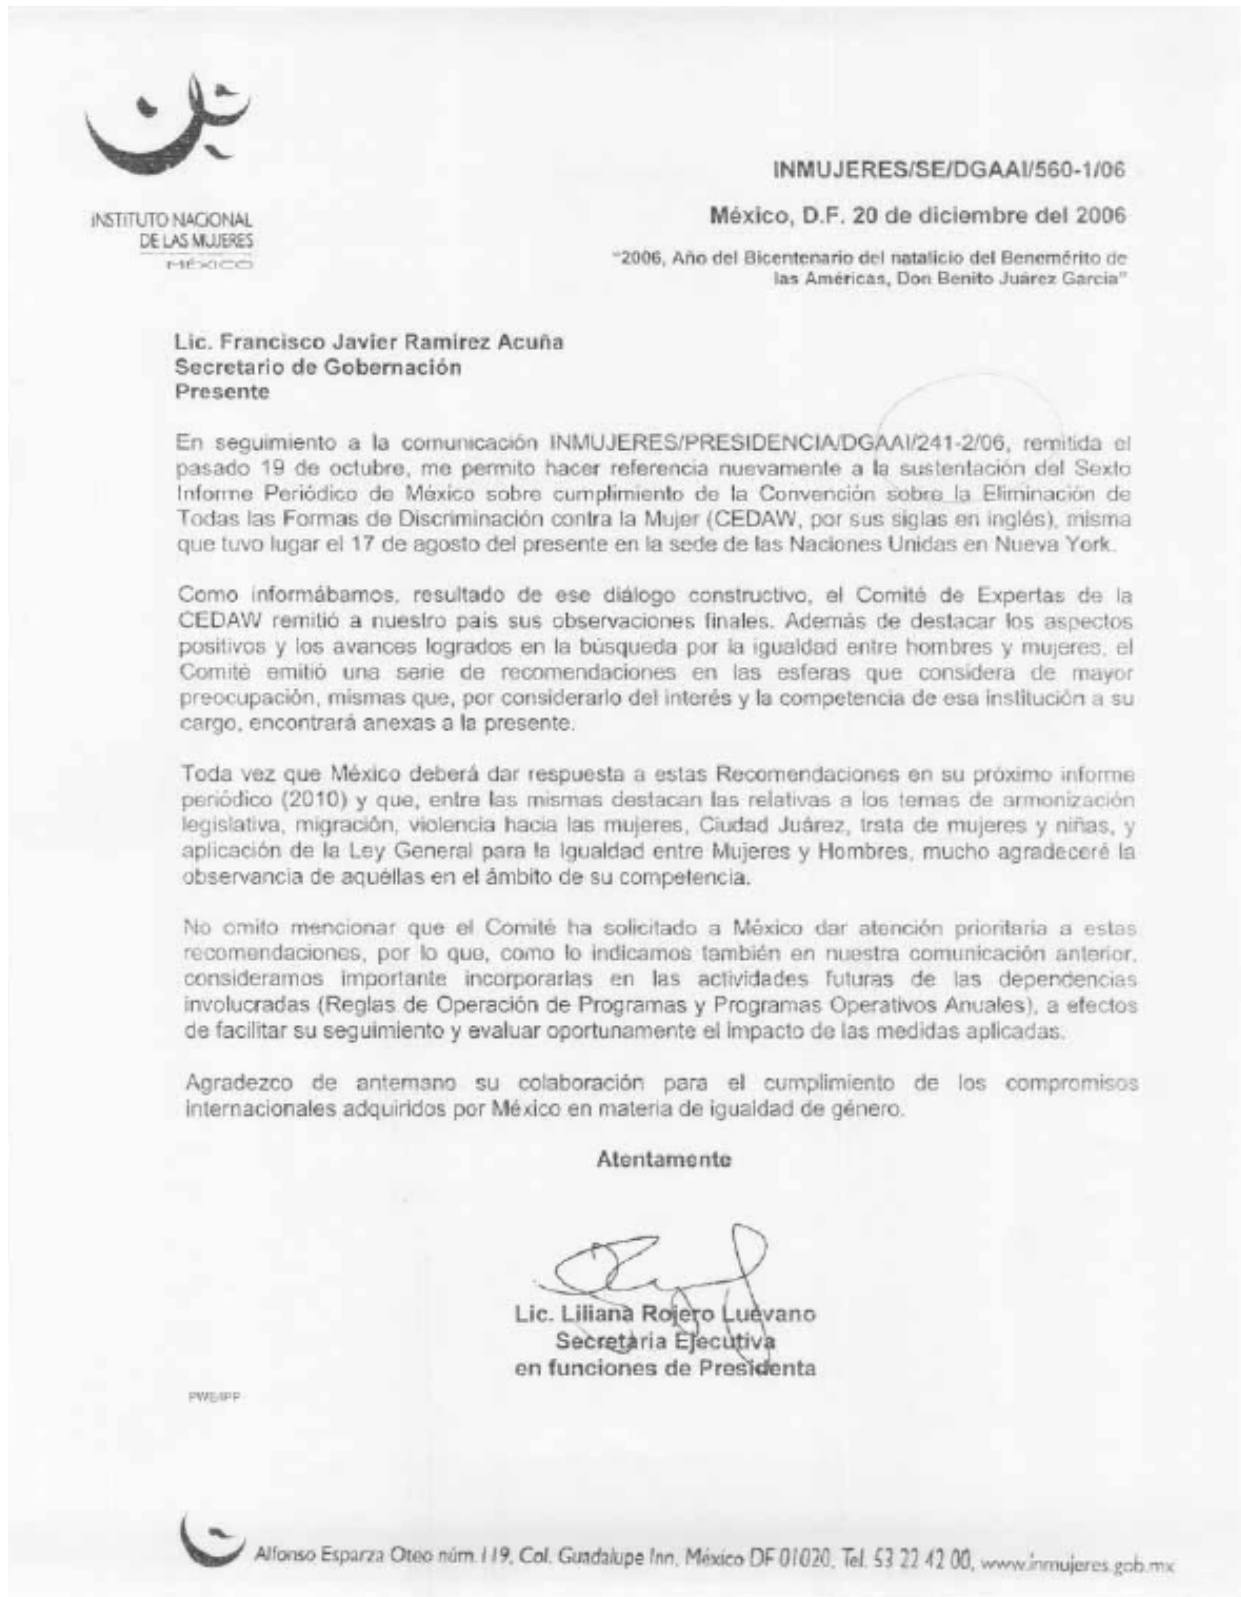 INSTITUTO NACIONAL
DE LAS MUJERES
MÉXICO
INMUJERES/SE/DGAAI/560-1/06
México, D.F. 20 de diciembre del 2006
"2006, Año del Bicentenario del natalicio del Benemérito de
las Américas, Don Benito Juárez García"
Lic. Francisco Javier Ramírez Acuña
Secretario de Gobernación
Presente
En seguimiento a la comunicación INMUJERES/PRESIDENCIA/DGAAI/241-2/06, remitida el
pasado 19 de octubre, me permito hacer referencia nuevamente a la sustentación del Sexto
Informe Periódico de México sobre cumplimiento de la Convención sobre la Eliminación de
Todas las Formas de Discriminación contra la Mujer (CEDAW, por sus siglas en inglés), misma
que tuvo lugar el 17 de agosto del presente en la sede de las Naciones Unidas en Nueva York.
Como informábamos, resultado de ese diálogo constructivo, el Comité de Expertas de la
CEDAW remitió a nuestro país sus observaciones finales. Además de destacar los aspectos
positivos y los avances logrados en la búsqueda por la igualdad entre hombres y mujeres, el
Comité emitió una serie de recomendaciones en las esferas que considera de mayor
preocupación, mismas que, por considerarlo del interés y la competencia de esa institución a su
cargo, encontrará anexas a la presente.
Toda vez que México deberá dar respuesta a estas Recomendaciones en su próximo informe
periódico (2010) y que, entre las mismas destacan las relativas a los temas de armonización
legislativa, migración, violencia hacia las mujeres, Ciudad Juárez, trata de mujeres y niñas, y
aplicación de la Ley General para la Igualdad entre Mujeres y Hombres, mucho agradeceré la
observancia de aquéllas en el ámbito de su competencia.
No omito mencionar que el Comité ha solicitado a México dar atención prioritaria a estas
recomendaciones, por lo que, como lo indicamos también en nuestra comunicación anterior,
consideramos importante incorporarlas en las actividades futuras de las dependencias
involucradas (Reglas de Operación de Programas y Programas Operativos Anuales), a efectos
de facilitar su seguimiento y evaluar oportunamente el impacto de las medidas aplicadas.
Agradezco de antemano su colaboración para el cumplimiento de los compromisos
internacionales adquiridos por México en materia de igualdad de género.
Atentamente
Lic. Liliana Rojero Luévano
Secretaria Ejecutiva
en funciones de Presidenta
Alfonso Esparza Oteo núm. 119, Col. Guadalupe Inn, México DF 01020, Tel. 53 22 42 00, www.inmujeres.gob.mx